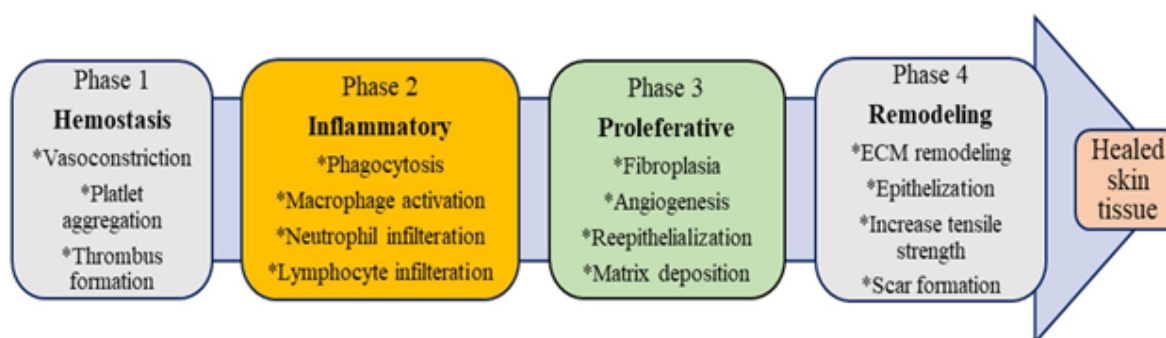 Phase 1
Hemostasis
*Vasoconstriction
*Platlet
aggregation
*Thrombus
formation
Phase 2
Inflammatory
*Phagocytosis
*Macrophage activation
*Neutrophil infilteration
*Lymphocyte infilteration
Phase 3
Proleferative
*Fibroplasia
*Angiogenesis
*Reepithelialization
*Matrix deposition
Phase 4
Remodeling
*ECM remodeling
*Epithelization
*Increase tensile
strength
*Scar formation
Healed
skin
tissue